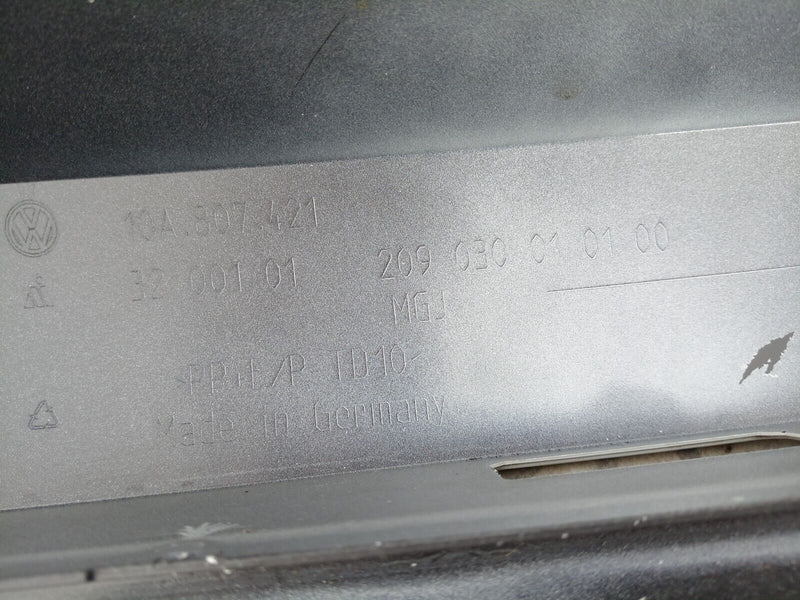 10A.807.421
32 001 01 209 030 01 01 00
MGJ
>PP+E/P TD10<
Made in Germany